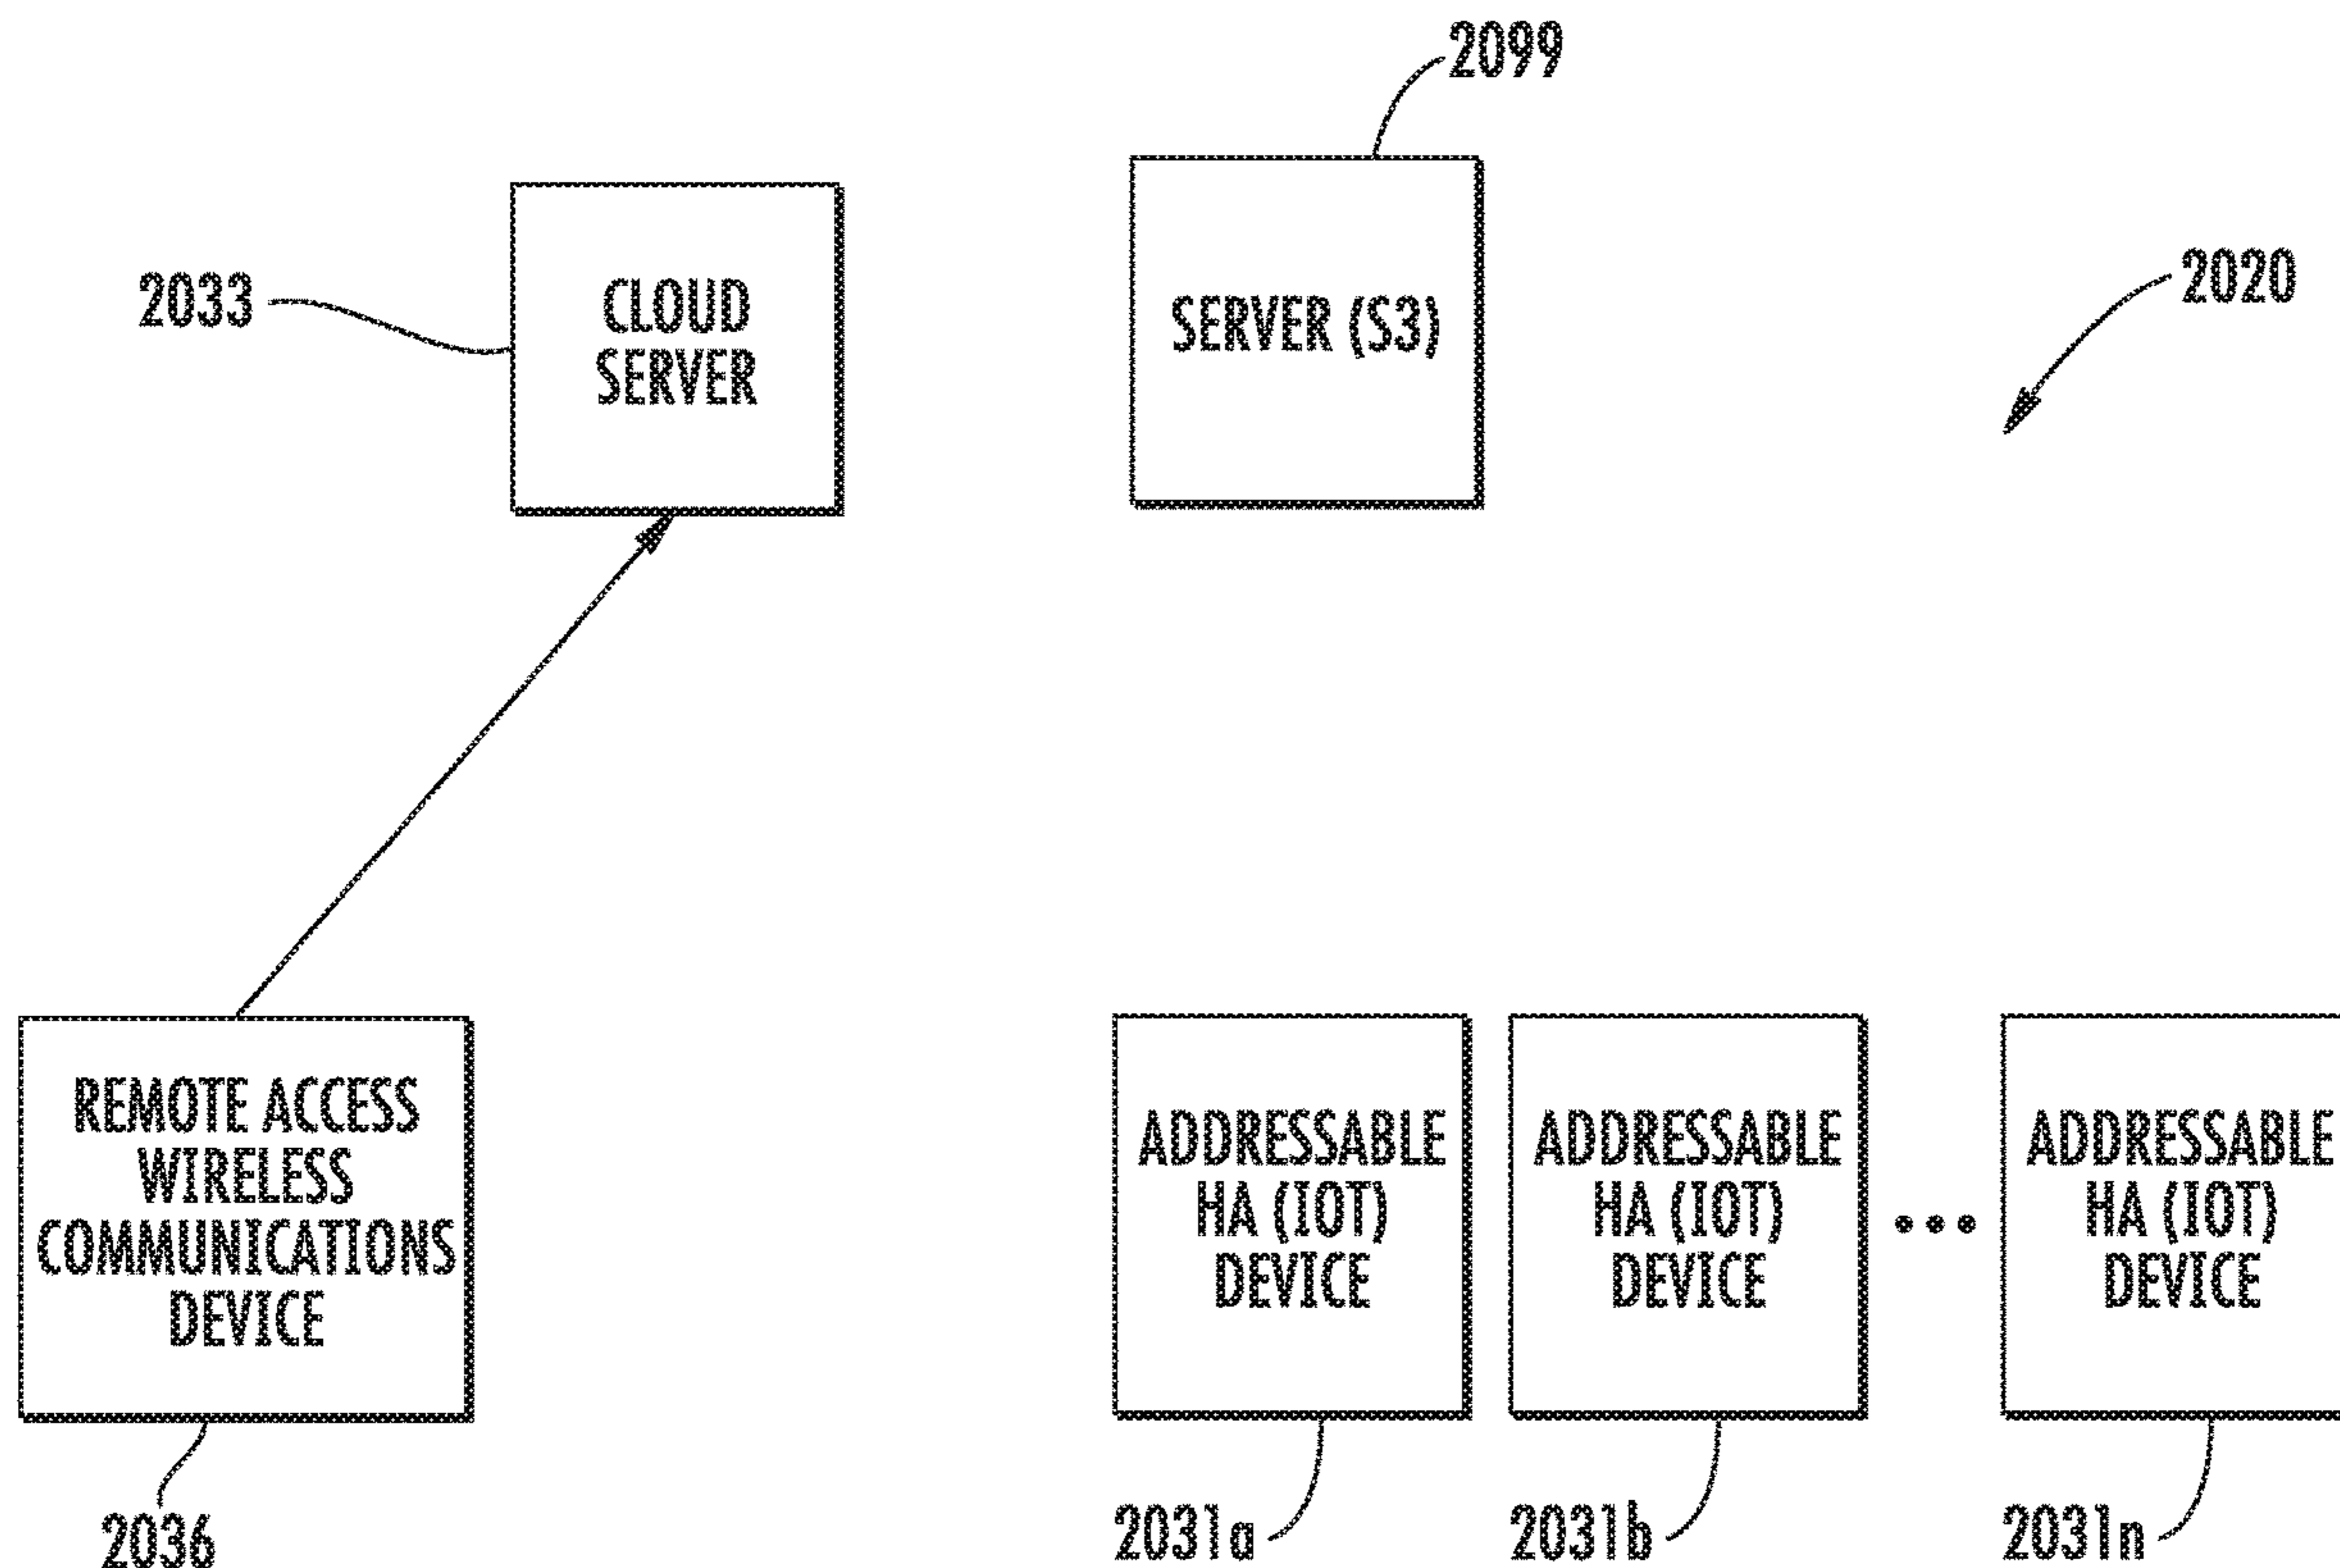 2099
2033
CLOUD
SERVER
SERVER (S3)
2020
REMOTE ACCESS
WIRELESS
COMMUNICATIONS
DEVICE
ADDRESSABLE
HA (IOT)
DEVICE
ADDRESSABLE
HA (IOT)
DEVICE
•••
ADDRESSABLE
HA (IOT)
DEVICE
2036
2031a
2031b
2031n